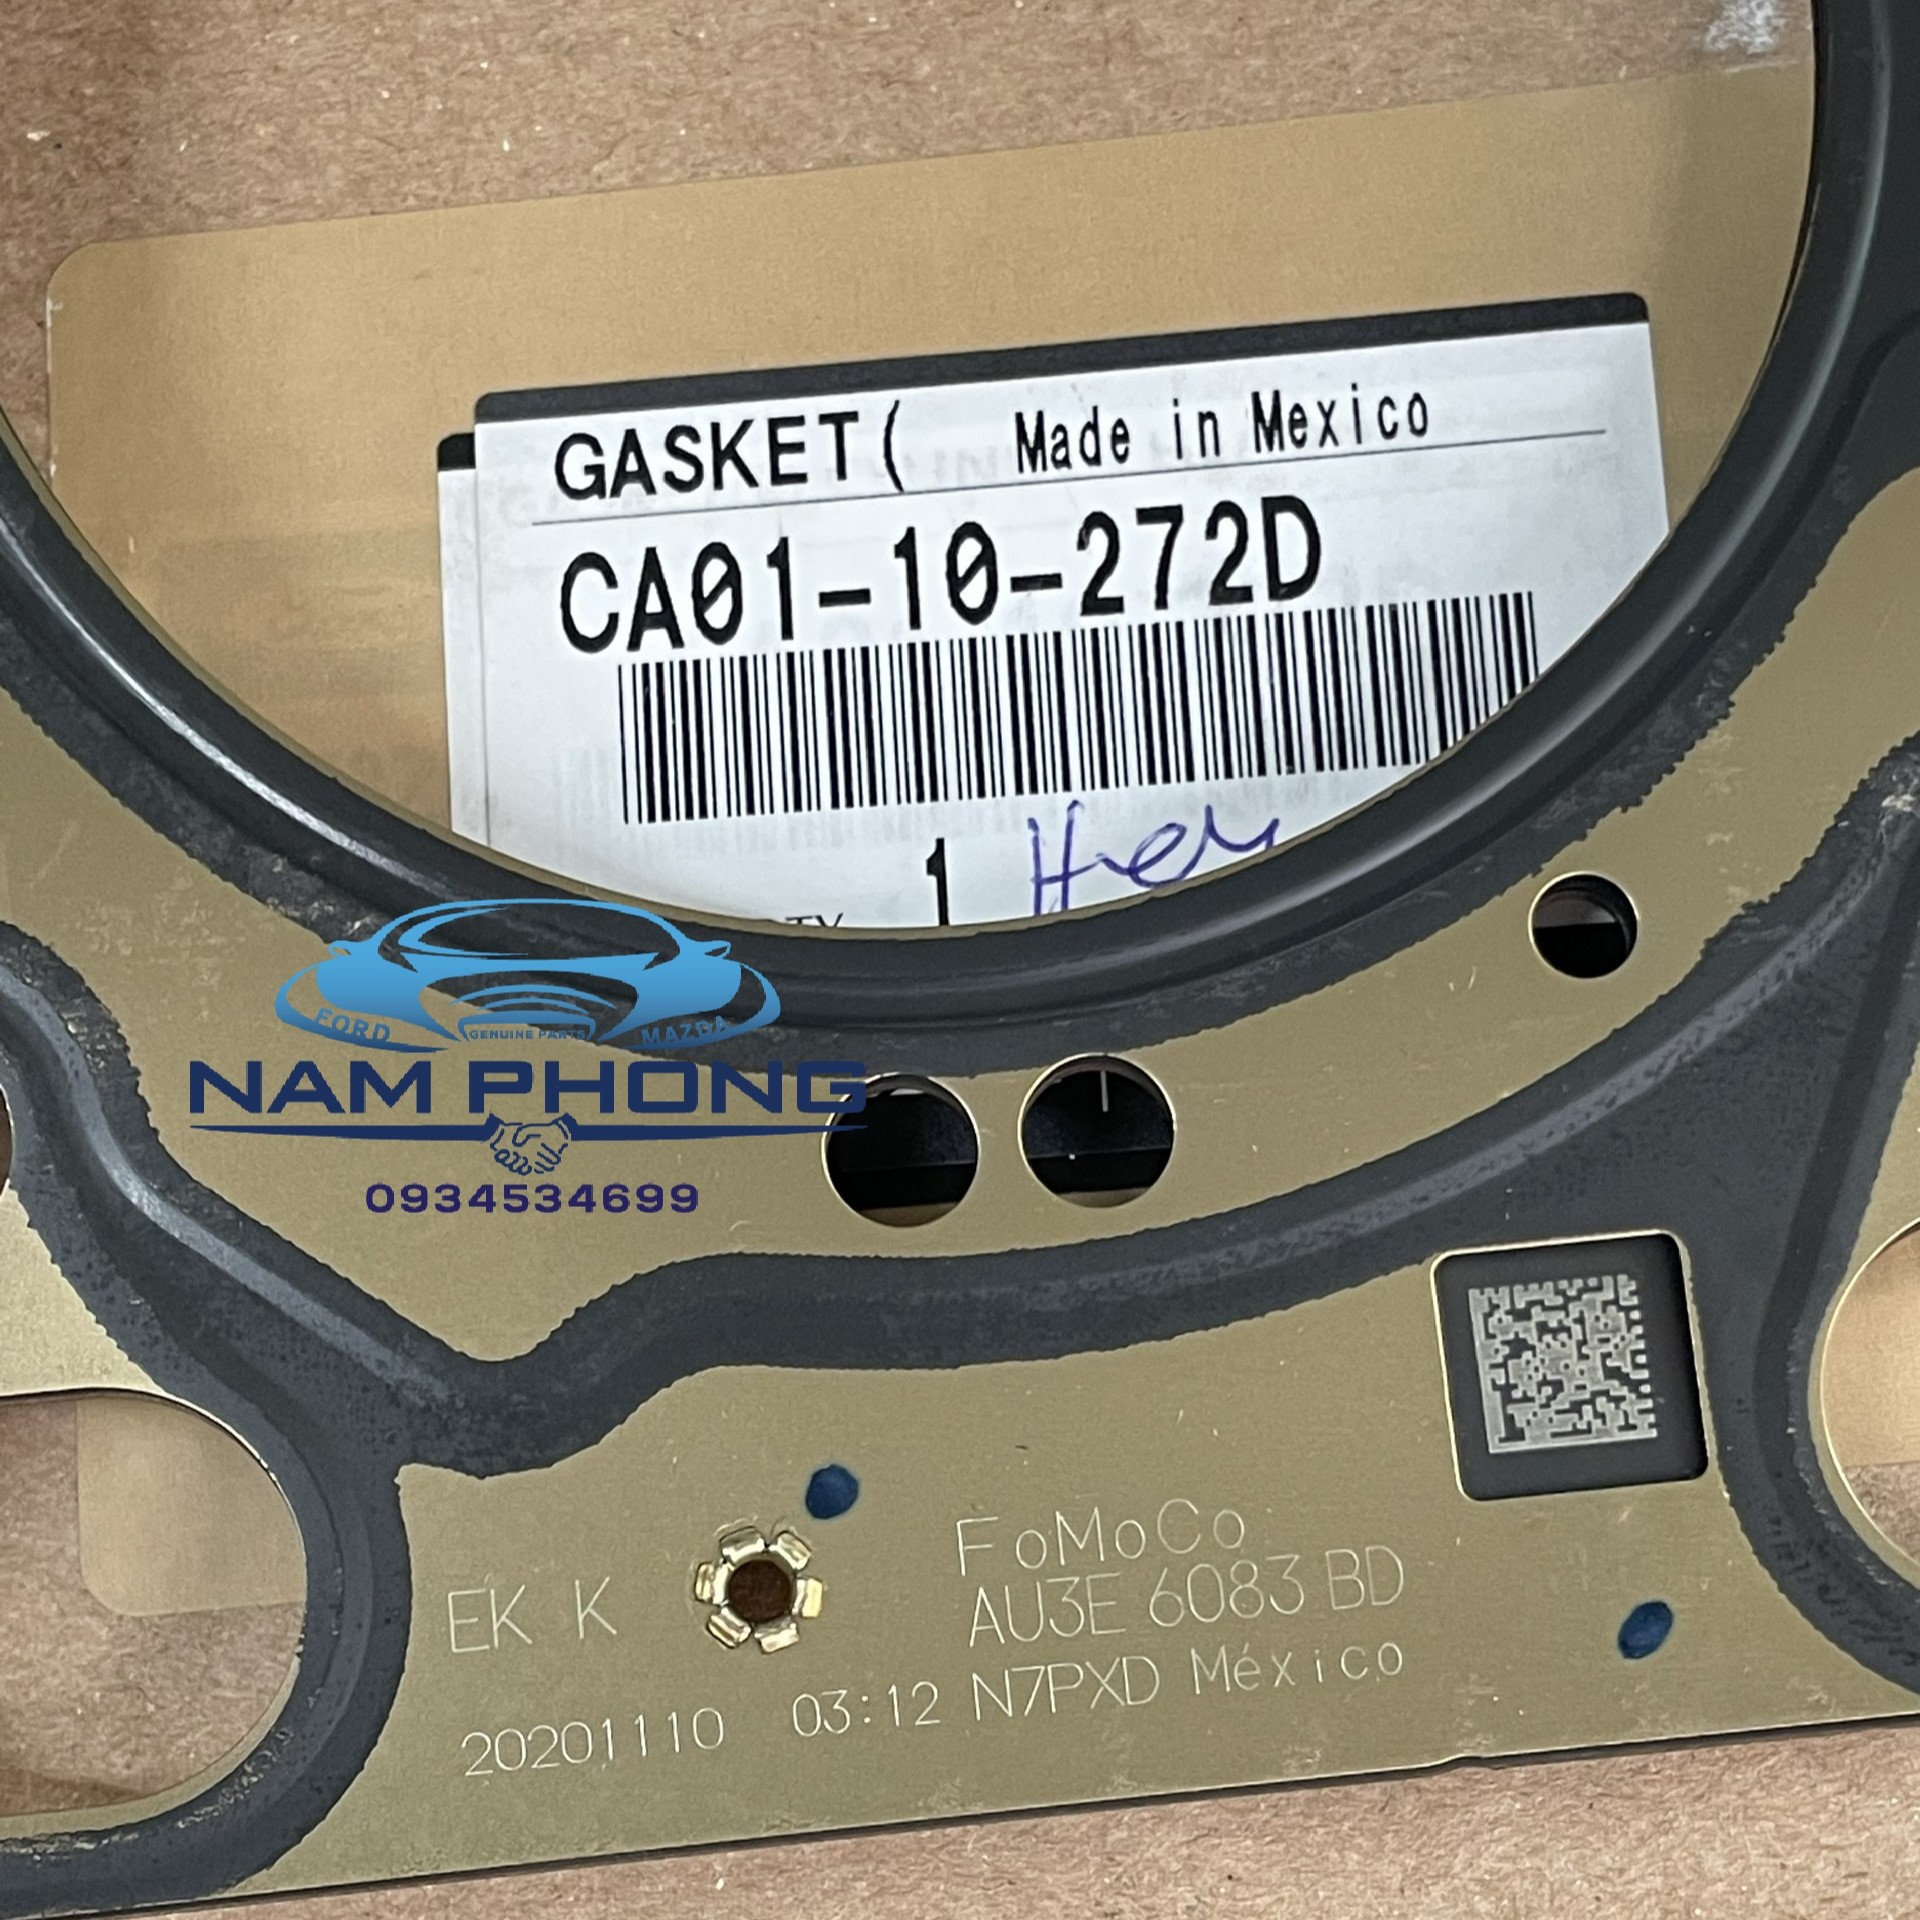 GASKET( Made in Mexico
CA01-10-272D
1
FORD GENUINE PARTS MAZDA
NAM PHONG
0934534699
FoMoCo
EK K AU3E 6083 BD
20201110 03:12 N7PXD México